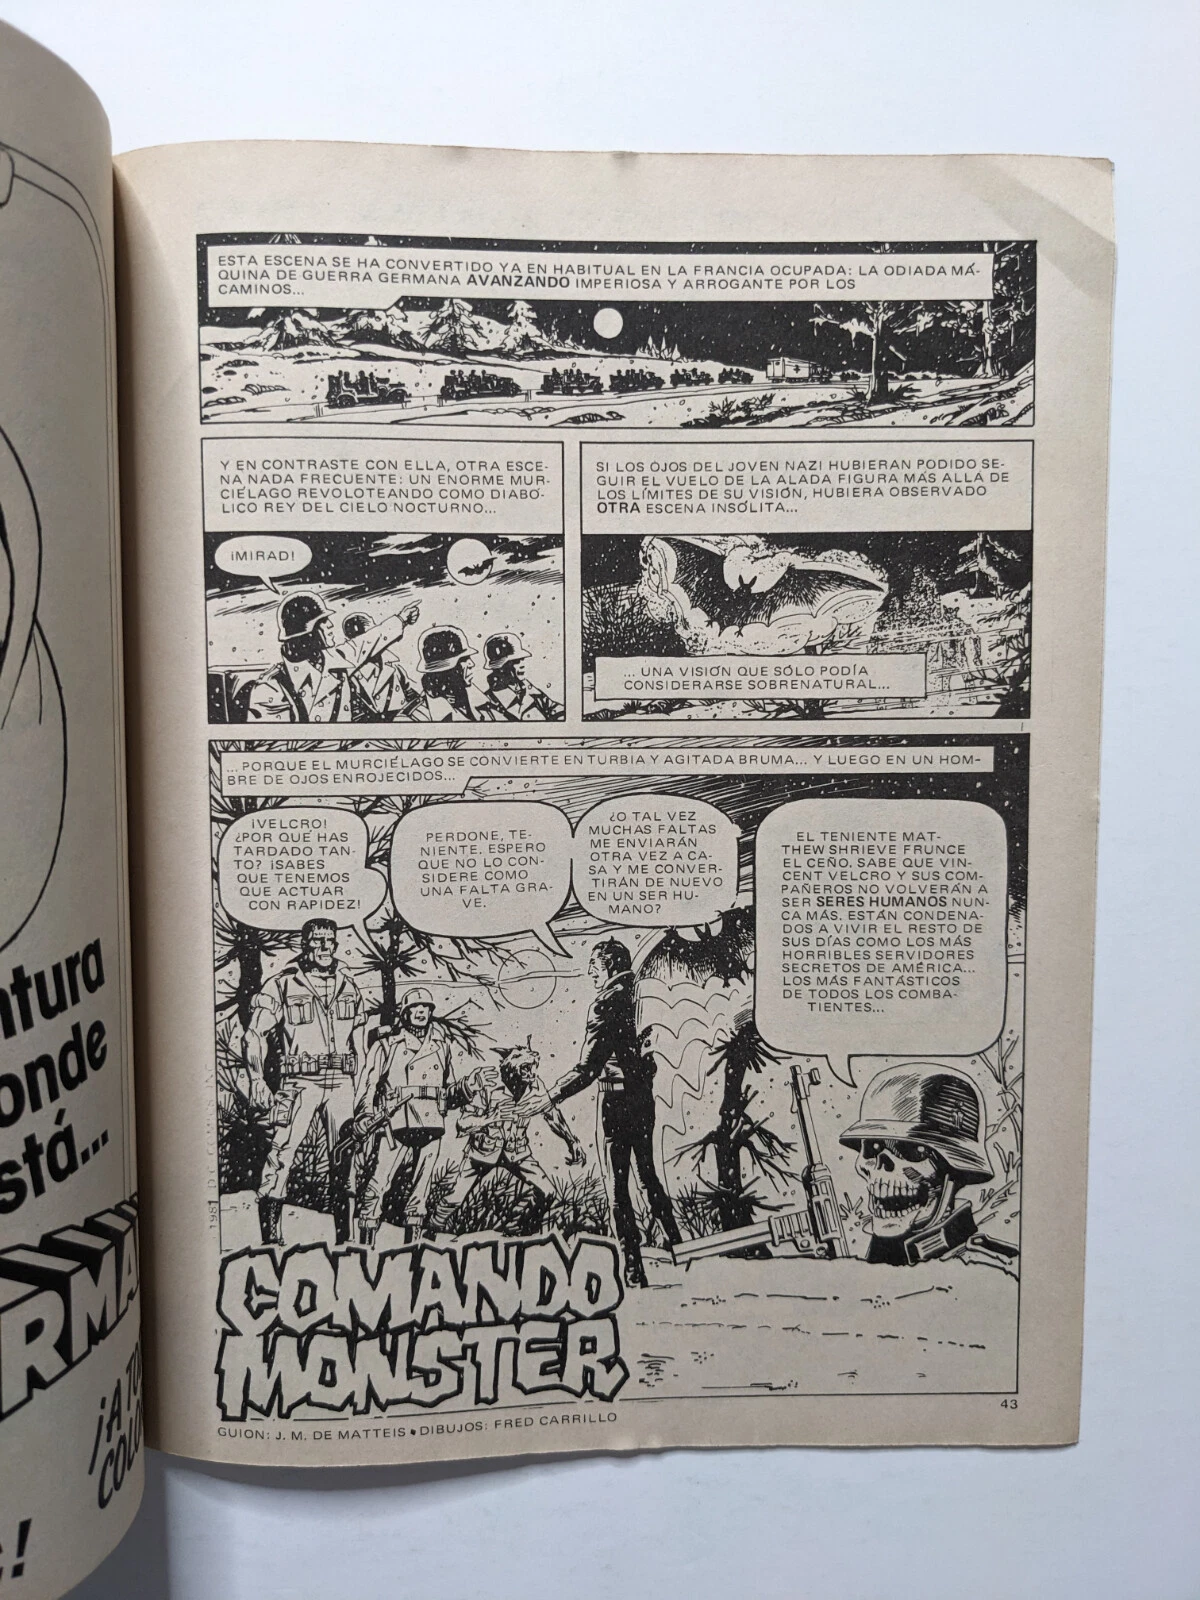 ntura
onde
stá...
RMA
¡A TO
COLO
!
ESTA ESCENA SE HA CONVERTIDO YA EN HABITUAL EN LA FRANCIA OCUPADA: LA ODIADA MÁ-
QUINA DE GUERRA GERMANA AVANZANDO IMPERIOSA Y ARROGANTE POR LOS
CAMINOS...
Y EN CONTRASTE CON ELLA, OTRA ESCE-
NA NADA FRECUENTE: UN ENORME MUR-
CIÉLAGO REVOLOTEANDO COMO DIABÓ-
LICO REY DEL CIELO NOCTURNO...
¡MIRAD!
SI LOS OJOS DEL JOVEN NAZI HUBIERAN PODIDO SE-
GUIR EL VUELO DE LA ALADA FIGURA MÁS ALLA DE
LOS LÍMITES DE SU VISIÓN, HUBIERA OBSERVADO
OTRA ESCENA INSÓLITA...
... UNA VISIÓN QUE SÓLO PODÍA
CONSIDERARSE SOBRENATURAL...
...PORQUE EL MURCIÉLAGO SE CONVIERTE EN TURBIA Y AGITADA BRUMA... Y LUEGO EN UN HOM-
BRE DE OJOS ENROJECIDOS...
¡VELCRO!
¿POR QUÉ HAS
TARDADO TAN-
TO? ¡SABES
QUE TENEMOS
QUE ACTUAR
CON RAPIDEZ!
PERDONE, TE-
NIENTE. ESPERO
QUE NO LO CON-
SIDERE COMO
UNA FALTA GRA-
VE.
¿O TAL VEZ
MUCHAS FALTAS
ME ENVIARÁN
OTRA VEZ A CA-
SA Y ME CONVER-
TIRÁN DE NUEVO
EN UN SER HU-
MANO?
EL TENIENTE MAT-
THEW SHRIEVE FRUNCE
EL CEÑO. SABE QUE VIN-
CENT VELCRO Y SUS COM-
PAÑEROS NO VOLVERÁN A
SER SERES HUMANOS NUN-
CA MÁS. ESTÁN CONDENA-
DOS A VIVIR EL RESTO DE
SUS DÍAS COMO LOS MÁS
HORRIBLES SERVIDORES
SECRETOS DE AMÉRICA...
LOS MÁS FANTÁSTICOS
DE TODOS LOS COMBA-
TIENTES...
1981 D.C. COMICS INC
COMANDO
MONSTER
GUION: J. M. DE MATTEIS • DIBUJOS: FRED CARRILLO
43